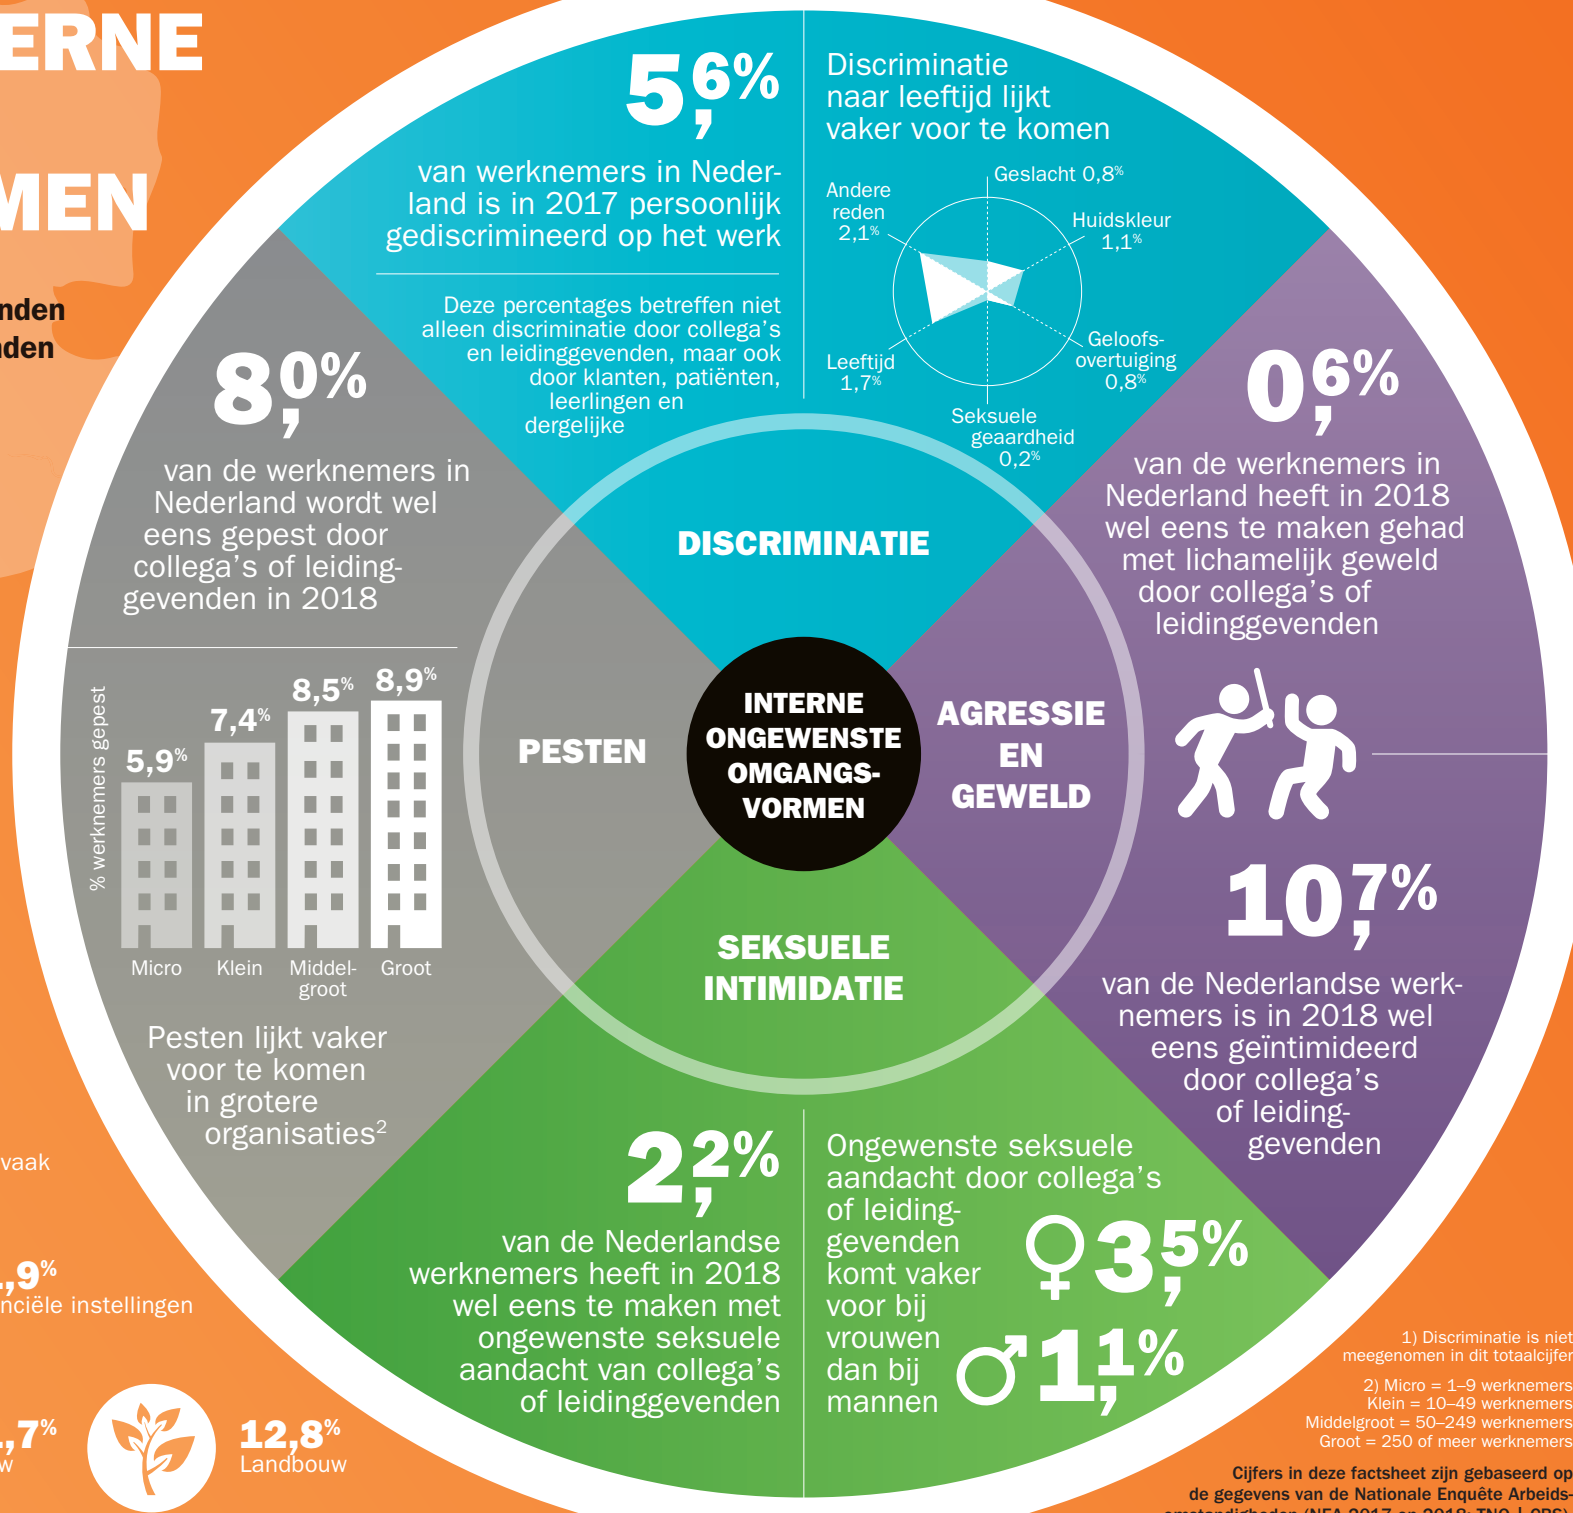 ERNE
MEN
5,6%
van werknemers in Neder-
land is in 2017 persoonlijk
gediscrimineerd op het werk
Deze percentages betreffen niet
alleen discriminatie door collega's
en leidinggevenden, maar ook
door klanten, patiënten,
leerlingen en
dergelijke
Discriminatie
naar leeftijd lijkt
vaker voor te komen
Geslacht 0,8%
Huidskleur
1,1%
Geloofs-
overtuiging
0,8%
Seksuele
geaardheid
0,2%
Leeftijd
1,7%
Andere
reden
2,1%
DISCRIMINATIE
8,0%
van de werknemers in
Nederland wordt wel
eens gepest door
collega's of leiding-
gevenden in 2018
% werknemers gepest
5,9%
7,4%
8,5%
8,9%
Micro
Klein
Middel-
groot
Groot
Pesten lijkt vaker
voor te komen
in grotere
organisaties2
PESTEN
INTERNE
ONGEWENSTE
OMGANGS-
VORMEN
AGRESSIE
EN
GEWELD
0,6%
van de werknemers in
Nederland heeft in 2018
wel eens te maken gehad
met lichamelijk geweld
door collega's of
leidinggevenden
10,7%
van de Nederlandse werk-
nemers is in 2018 wel
eens geïntimideerd
door collega's
of leiding-
gevenden
SEKSUELE
INTIMIDATIE
2,2%
van de Nederlandse
werknemers heeft in 2018
wel eens te maken met
ongewenste seksuele
aandacht van collega's
of leidinggevenden
Ongewenste seksuele
aandacht door collega's
of leiding-
gevenden
komt vaker
voor bij
vrouwen
dan bij
mannen
3,5%
1,1%
vaak
,9%
nciële instellingen
,7%
w
12,8%
Landbouw
1) Discriminatie is niet
meegenomen in dit totaalcijfer
2) Micro = 1–9 werknemers
Klein = 10–49 werknemers
Middelgroot = 50–249 werknemers
Groot = 250 of meer werknemers
Cijfers in deze factsheet zijn gebaseerd op
de gegevens van de Nationale Enquête Arbeids-
omstandigheden (NEA 2017 en 2018; TNO | CBS)